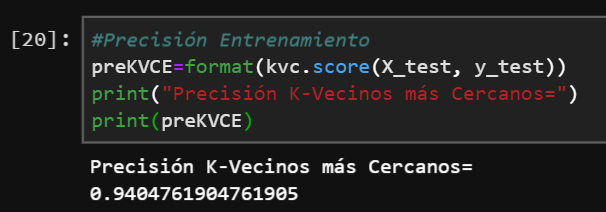 [20]: #Precisión Entrenamiento
preKVCE=format(kvc.score(X_test, y_test))
print("Precisión K-Vecinos más Cercanos=")
print(preKVCE)
Precisión K-Vecinos más Cercanos=
0.9404761904761905